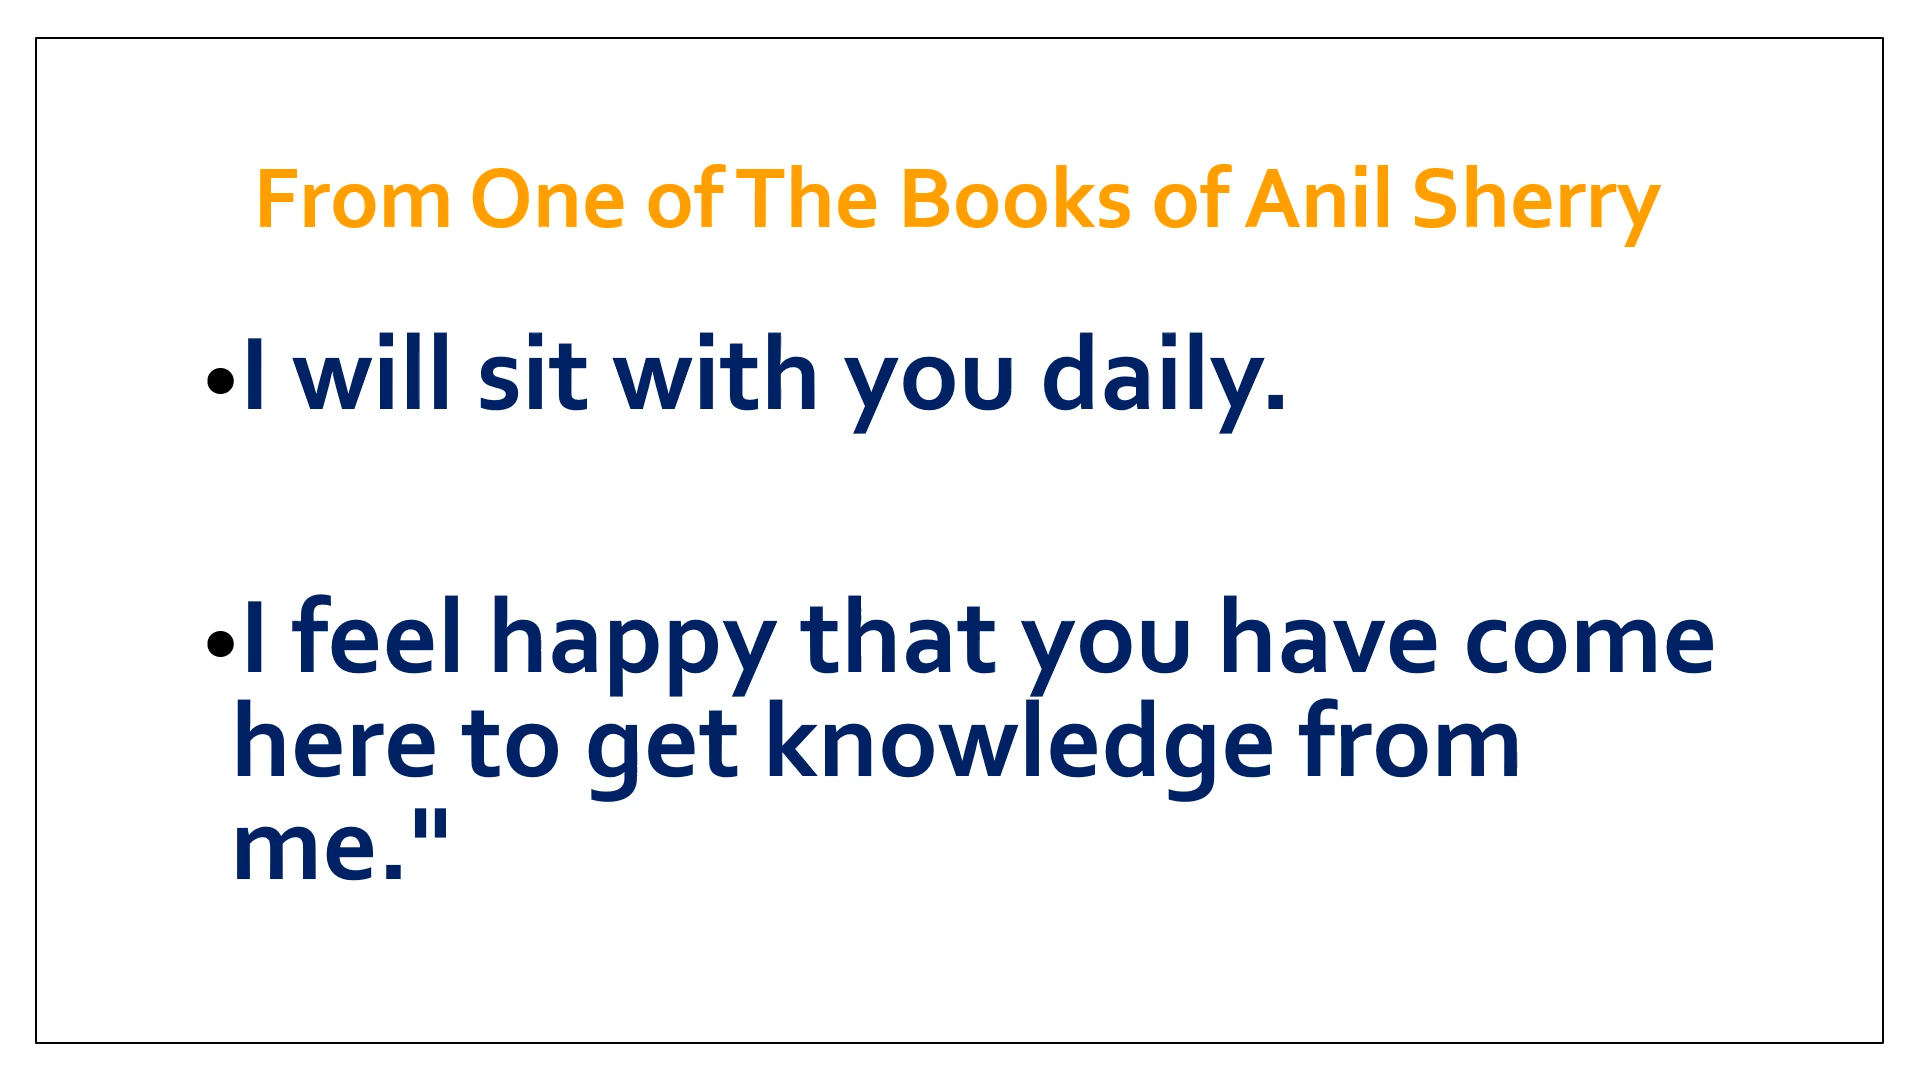 From One of The Books of Anil Sherry
•I will sit with you daily.
•I feel happy that you have come
here to get knowledge from
me."